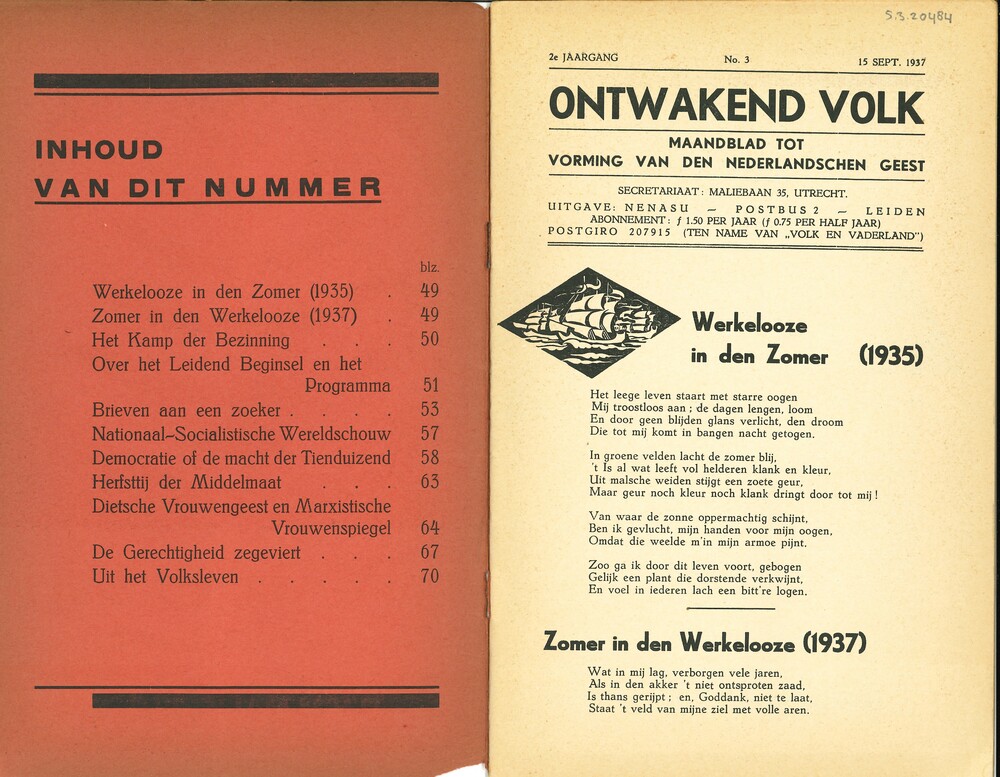 INHOUD
VAN DIT NUMMER
blz.
Werkelooze in den Zomer (1935) . 49
Zomer in den Werkelooze (1937) . 49
Het Kamp der Bezinning . . . 50
Over het Leidend Beginsel en het
Programma 51
Brieven aan een zoeker . . . . 53
Nationaal-Socialistische Wereldschouw 57
Democratie of de macht der Tienduizend 58
Herfsttij der Middelmaat . . . 63
Dietsche Vrouwengeest en Marxistische
Vrouwenspiegel 64
De Gerechtigheid zegeviert . . . 67
Uit het Volksleven . . . . . 70
5.3.20484
2e JAARGANG No. 3 15 SEPT. 1937
ONTWAKEND VOLK
MAANDBLAD TOT
VORMING VAN DEN NEDERLANDSCHEN GEEST
SECRETARIAAT: MALIEBAAN 35, UTRECHT.
UITGAVE: NENASU — POSTBUS 2 — LEIDEN
ABONNEMENT: ƒ 1.50 PER JAAR (ƒ 0.75 PER HALF JAAR)
POSTGIRO 207915 (TEN NAME VAN „VOLK EN VADERLAND")
Werkelooze
in den Zomer (1935)
Het leege leven staart met starre oogen
Mij troostloos aan; de dagen lengen, loom
En door geen blijden glans verlicht, den droom
Die tot mij komt in bangen nacht getogen.
In groene velden lacht de zomer blij,
't Is al wat leeft vol helderen klank en kleur,
Uit malsche weiden stijgt een zoete geur,
Maar geur noch kleur noch klank dringt door tot mij!
Van waar de zonne oppermachtig schijnt,
Ben ik gevlucht, mijn handen voor mijn oogen,
Omdat die weelde m'in mijn armoe pijnt.
Zoo ga ik door dit leven voort, gebogen
Gelijk een plant die dorstende verkwijnt,
En voel in iederen lach een bitt're logen.
Zomer in den Werkelooze (1937)
Wat in mij lag, verborgen vele jaren,
Als in den akker 't niet ontsproten zaad,
Is thans gerijpt; en, Goddank, niet te laat,
Staat 't veld van mijne ziel met volle aren.